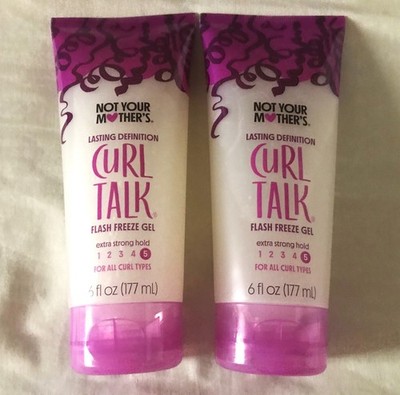 NOT YOUR
M❤THER'S®
LASTING DEFINITION
CURL
TALK®
FLASH FREEZE GEL
extra strong hold
1 2 3 4 5
FOR ALL CURL TYPES
6 fl oz (177 mL)
NOT YOUR
M❤THER'S®
LASTING DEFINITION
CURL
TALK®
FLASH FREEZE GEL
extra strong hold
1 2 3 4 5
FOR ALL CURL TYPES
6 fl oz (177 mL)